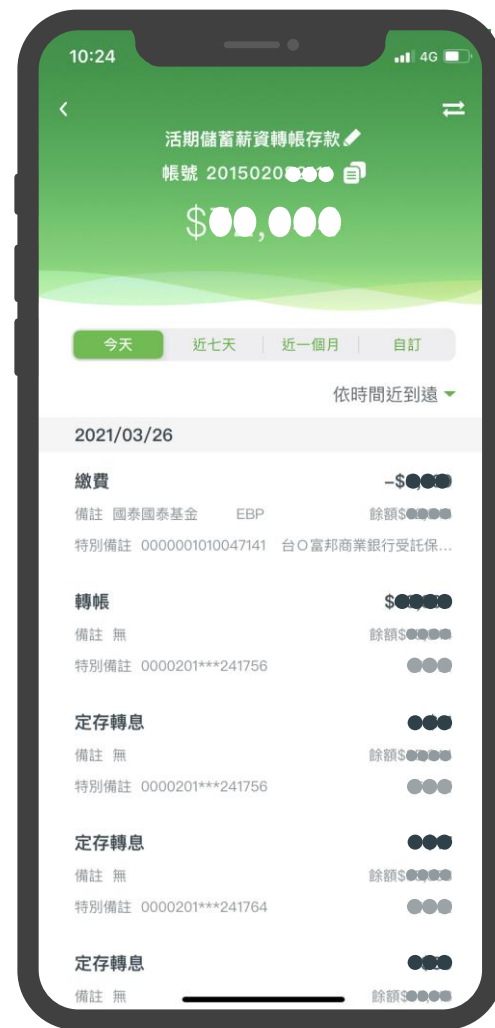 10:24 4G
活期儲蓄薪資轉帳存款
帳號 2015020
$
今天 近七天 近一個月 自訂
依時間近到遠
2021/03/26
繳費 –$
備註 國泰國泰基金 EBP 餘額$
特別備註 0000001010047141 台O富邦商業銀行受託保...
轉帳 $
備註 無 餘額$
特別備註 0000201***241756
定存轉息
備註 無 餘額$
特別備註 0000201***241756
定存轉息
備註 無 餘額$
特別備註 0000201***241764
定存轉息
備註 無 餘額$